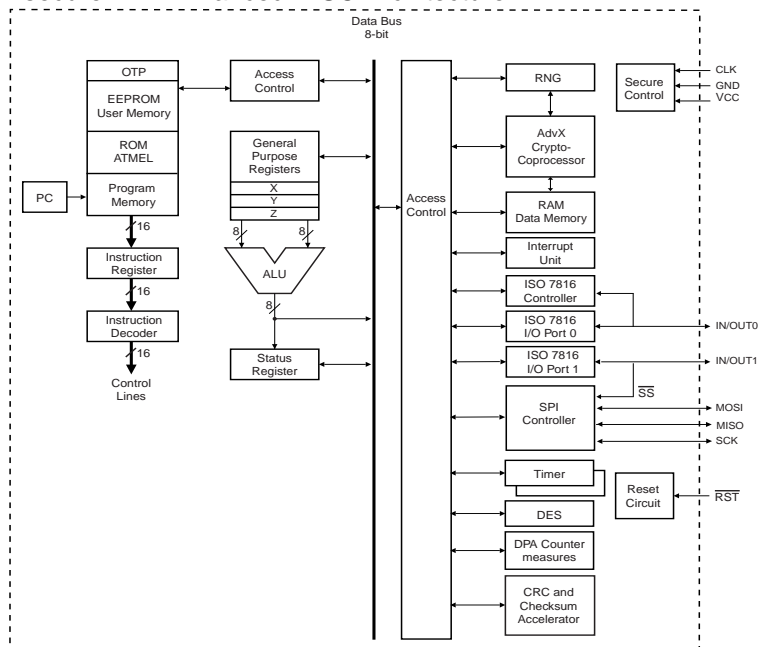 Data Bus
8-bit
OTP
EEPROM
User Memory
ROM
ATMEL
Program
Memory
PC
16
Instruction
Register
16
Instruction
Decoder
16
Control
Lines
Access
Control
General
Purpose
Registers
X
Y
Z
8
8
ALU
8
Status
Register
Access
Control
RNG
AdvX
Crypto-
Coprocessor
RAM
Data Memory
Interrupt
Unit
ISO 7816
Controller
ISO 7816
I/O Port 0
ISO 7816
I/O Port 1
SS
SPI
Controller
Timer
DES
DPA Counter
measures
CRC and
Checksum
Accelerator
Secure
Control
CLK
GND
VCC
IN/OUT0
IN/OUT1
MOSI
MISO
SCK
Reset
Circuit
RST